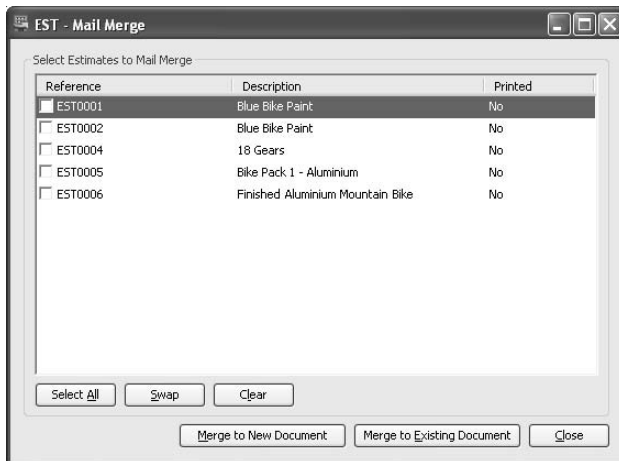 EST - Mail Merge
Select Estimates to Mail Merge
Reference Description Printed
EST0001 Blue Bike Paint No
EST0002 Blue Bike Paint No
EST0004 18 Gears No
EST0005 Bike Pack 1 - Aluminium No
EST0006 Finished Aluminium Mountain Bike No
Select All Swap Clear
Merge to New Document Merge to Existing Document Close